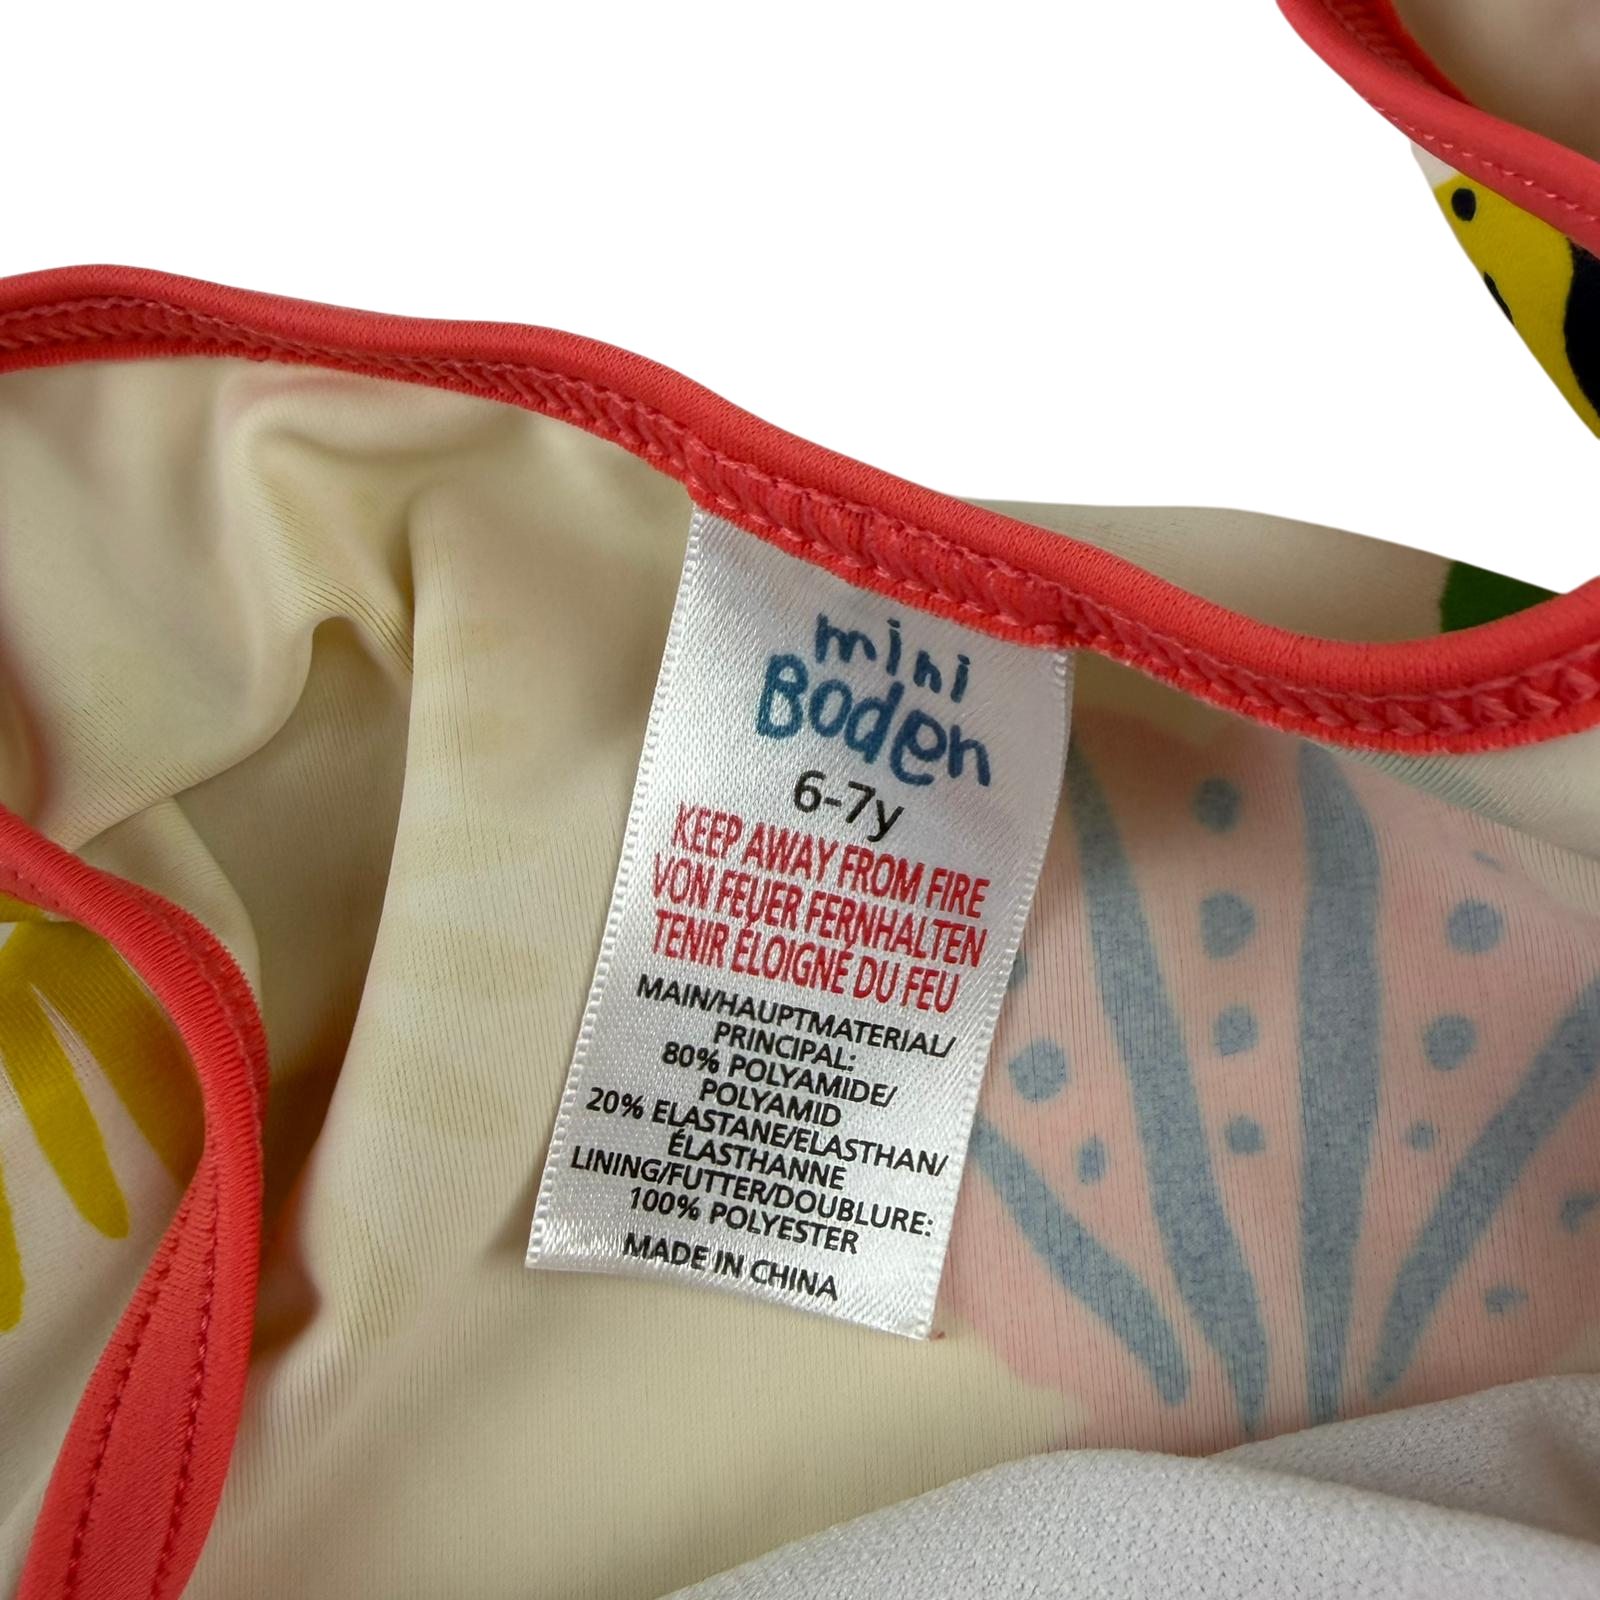 mini
Boden
6-7y
KEEP AWAY FROM FIRE
VON FEUER FERNHALTEN
TENIR ÉLOIGNÉ DU FEU
MAIN/HAUPTMATERIAL/
PRINCIPAL:
80% POLYAMIDE/
POLYAMID
20% ELASTANE/ELASTHAN/
ÉLASTHANNE
LINING/FUTTER/DOUBLURE:
100% POLYESTER
MADE IN CHINA